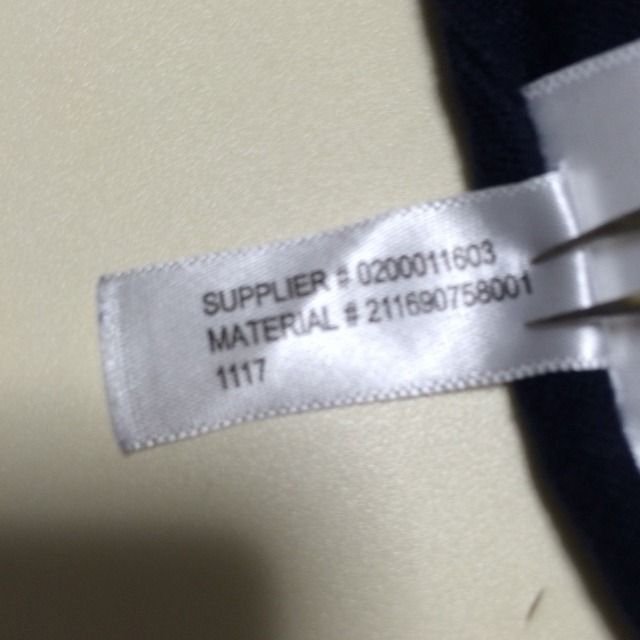 SUPPLIER # 0200011603
MATERIAL # 211690758001
1117